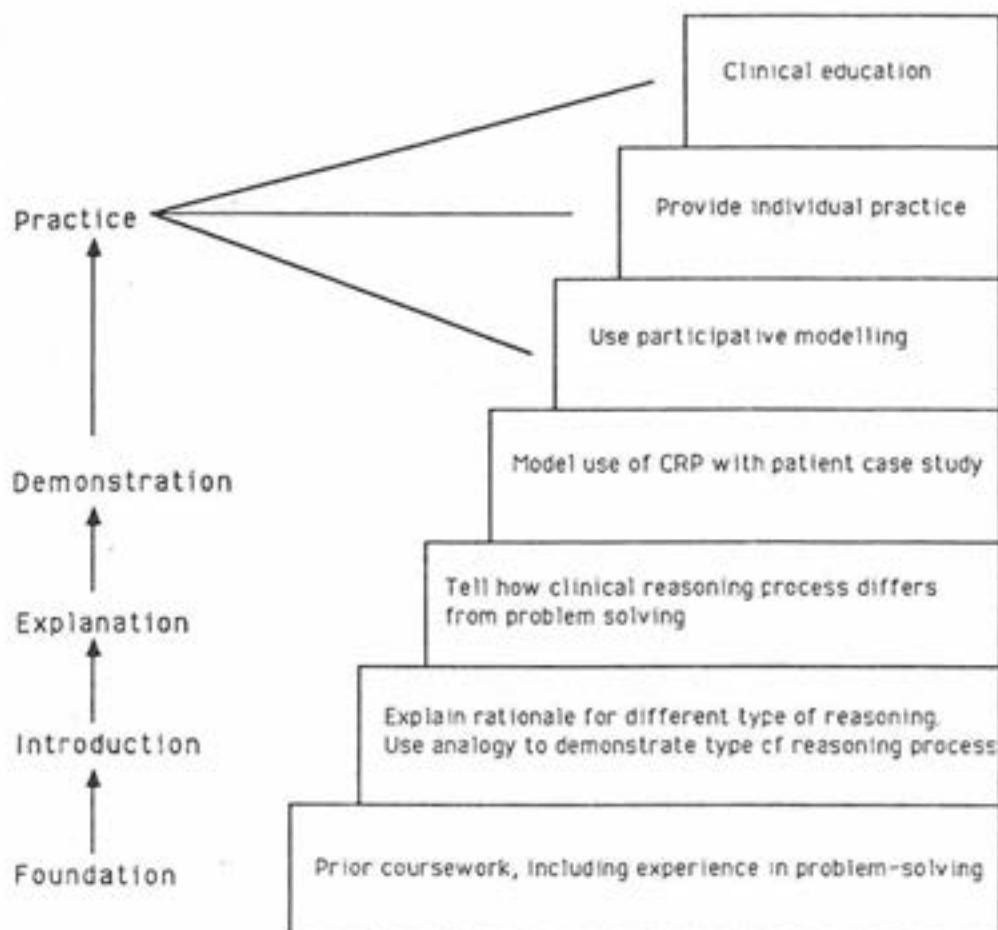 Clinical education
Practice
Provide individual practice
Use participative modelling
Model use of CRP with patient case study
Demonstration
Tell how clinical reasoning process differs
from problem solving
Explanation
Explain rationale for different type of reasoning.
Use analogy to demonstrate type of reasoning process
Introduction
Prior coursework, including experience in problem-solving
Foundation